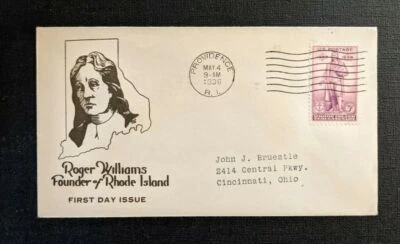 PROVIDENCE
MAY 4
9-AM
1936
R.I.
U.S. POSTAGE
Roger Williams
Founder of Rhode Island
FIRST DAY ISSUE
John J. Bruestle
2414 Central Pkwy.
Cincinnati, Ohio